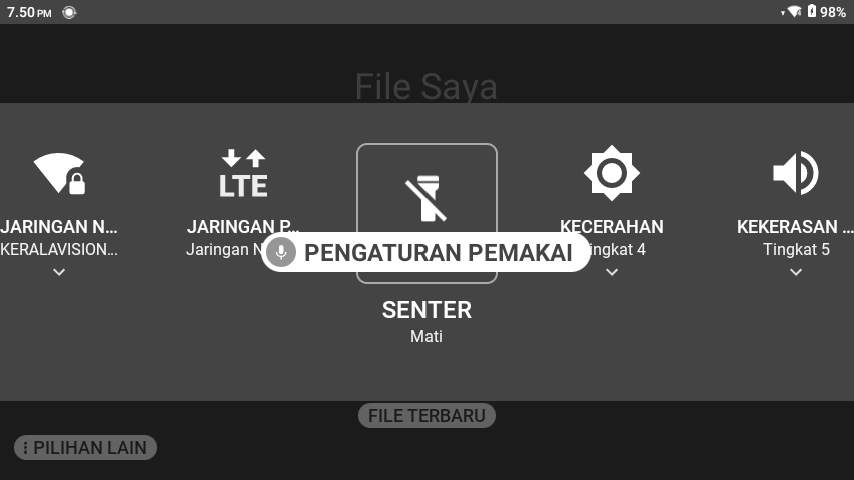 7.50 PM
98%
File Saya
LTE
JARINGAN N...
JARINGAN P...
KECERAHAN
KEKERASAN ...
KERALAVISION...
Jaringan N
ingkat 4
Tingkat 5
PENGATURAN PEMAKAI
SENTER
Mati
FILE TERBARU
PILIHAN LAIN